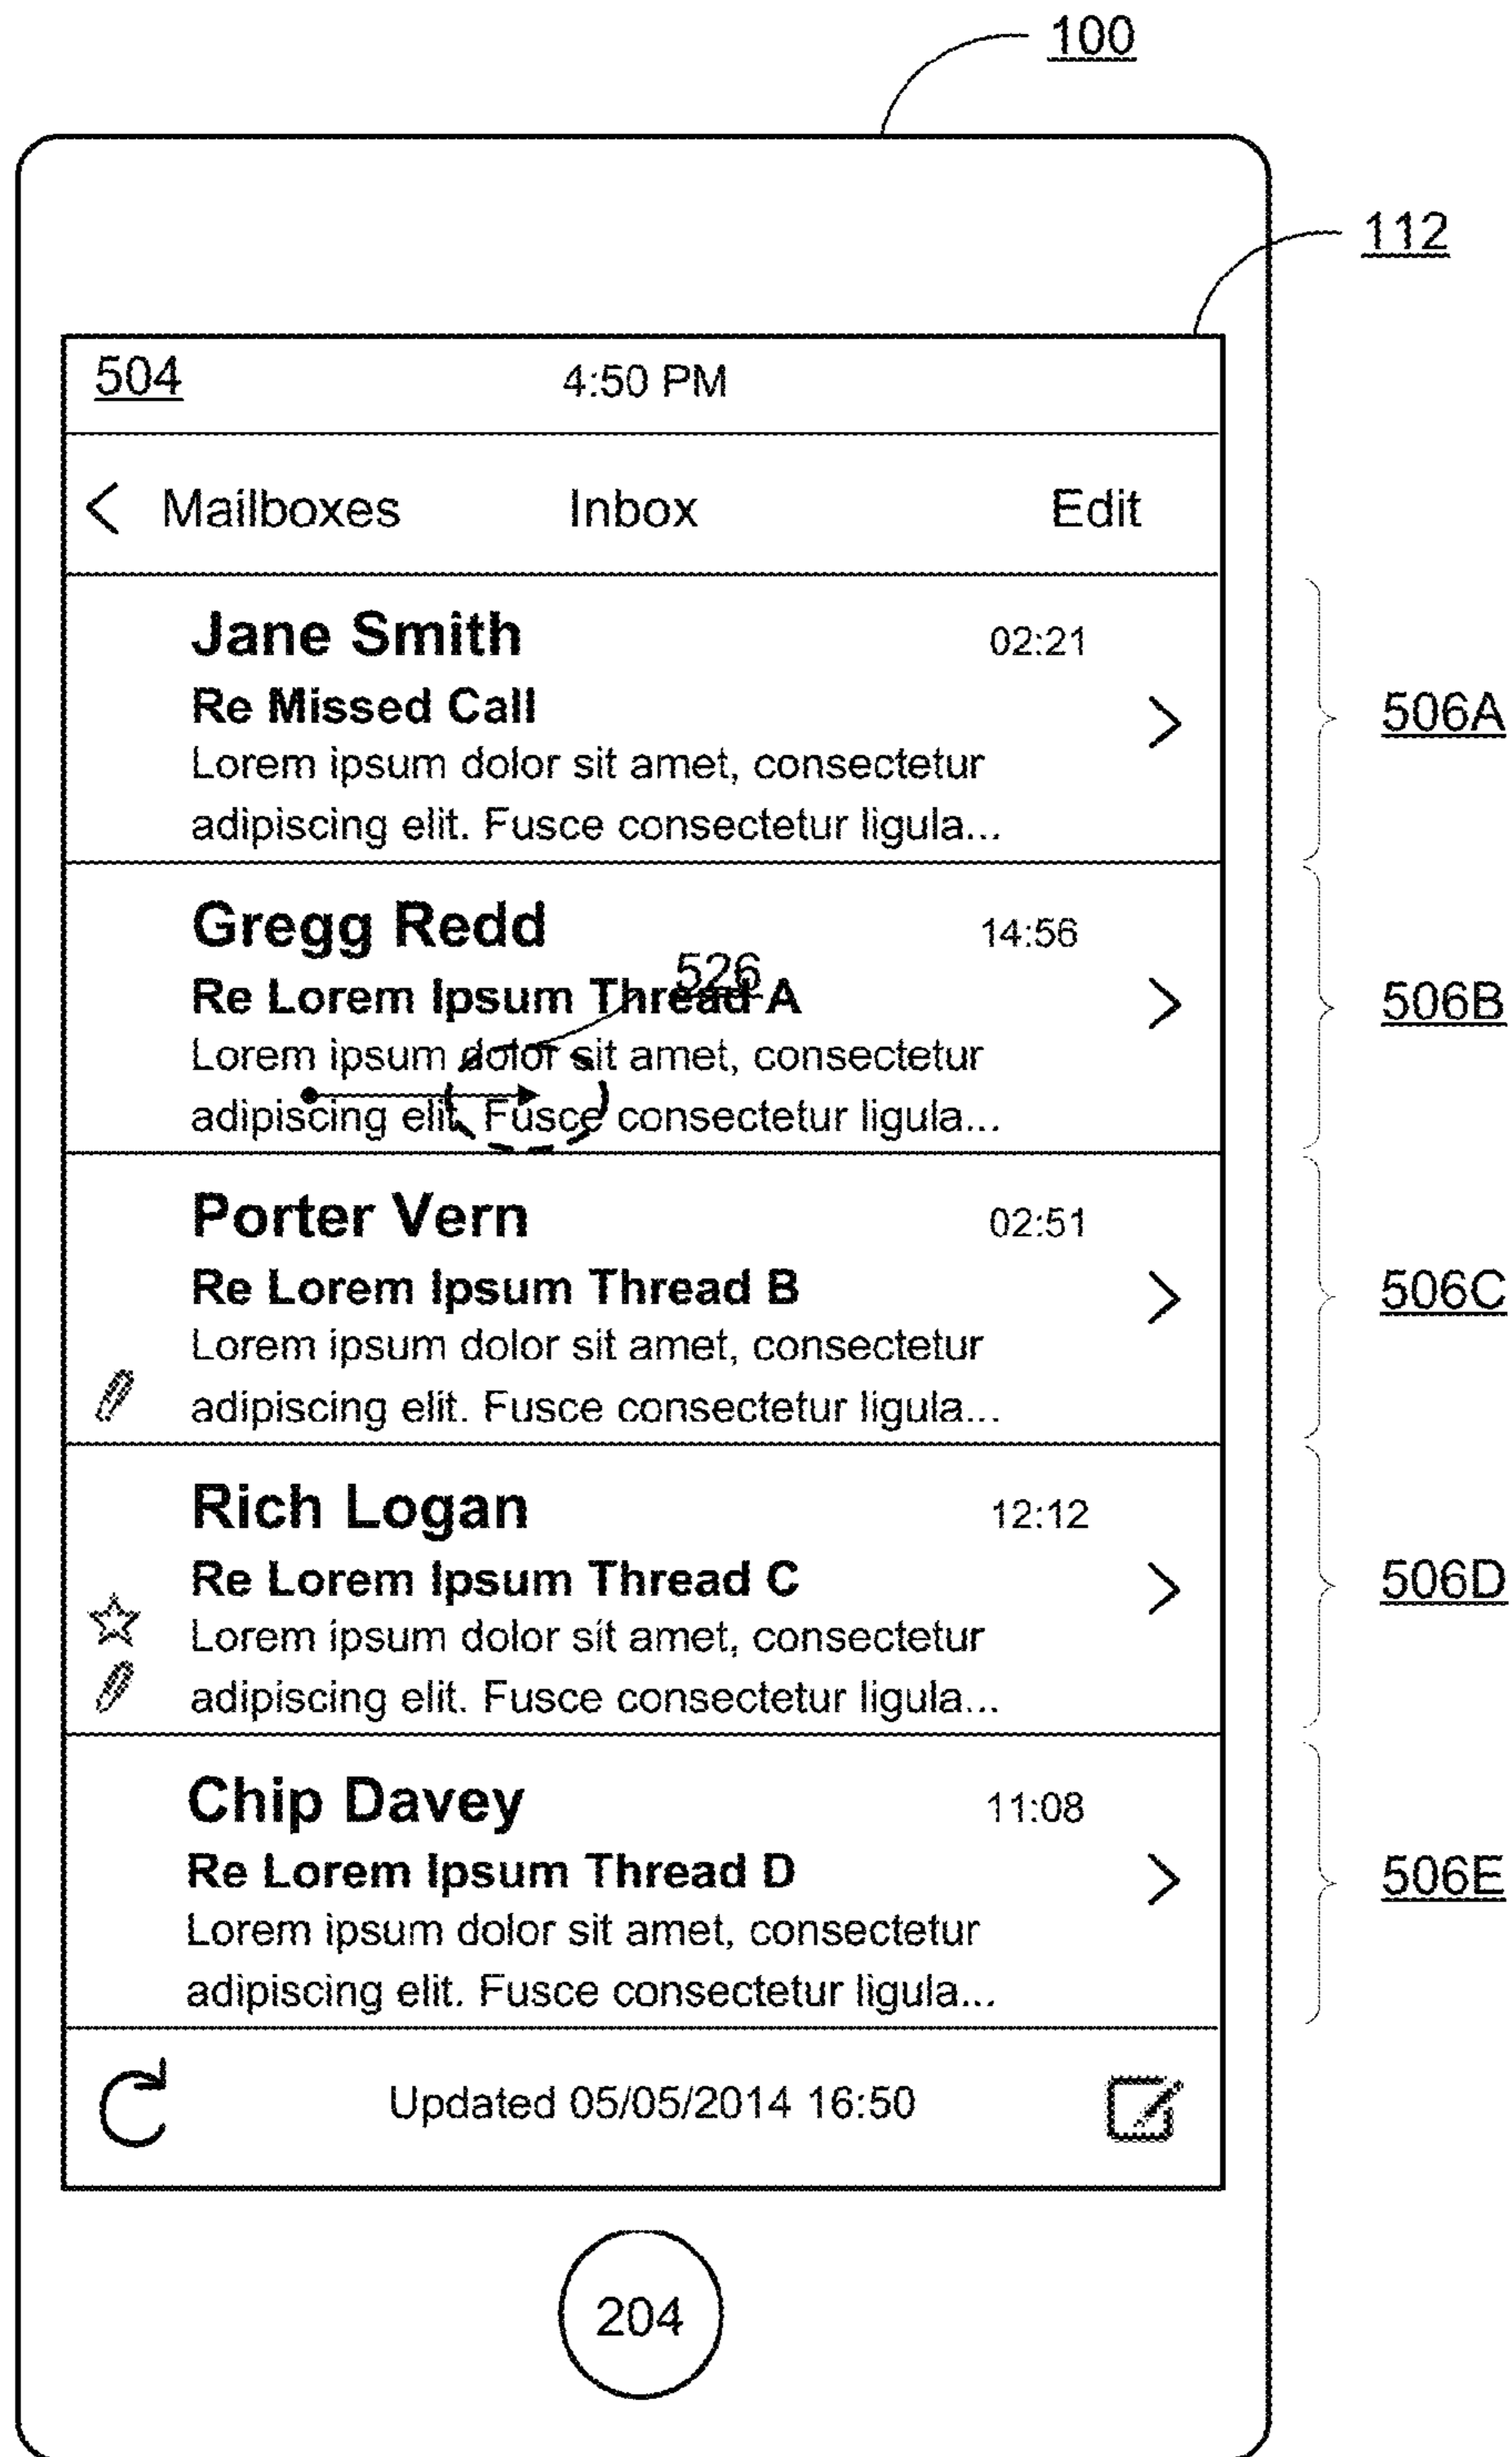 100
112
504 4:50 PM
< Mailboxes Inbox Edit
Jane Smith 02:21
Re Missed Call
Lorem ipsum dolor sit amet, consectetur
adipiscing elit. Fusce consectetur ligula...
506A
Gregg Redd 14:56
526
Re Lorem Ipsum Thread A
Lorem ipsum dolor sit amet, consectetur
adipiscing elit. Fusce consectetur ligula...
506B
Porter Vern 02:51
Re Lorem Ipsum Thread B
Lorem ipsum dolor sit amet, consectetur
adipiscing elit. Fusce consectetur ligula...
506C
Rich Logan 12:12
Re Lorem Ipsum Thread C
Lorem ipsum dolor sit amet, consectetur
adipiscing elit. Fusce consectetur ligula...
506D
Chip Davey 11:08
Re Lorem Ipsum Thread D
Lorem ipsum dolor sit amet, consectetur
adipiscing elit. Fusce consectetur ligula...
506E
Updated 05/05/2014 16:50
204